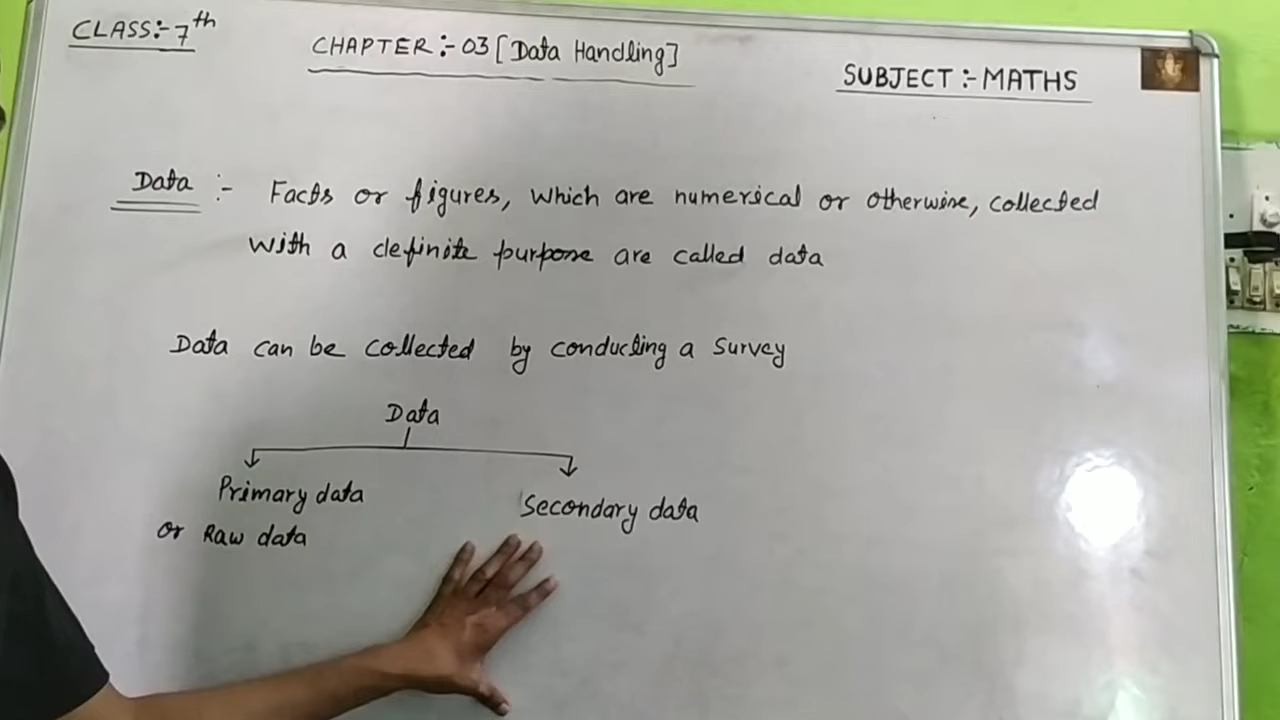 CLASS:- 7th
CHAPTER:- 03 [Data Handling]
SUBJECT:- MATHS
Data :- Facts or figures, which are numerical or otherwise, collected
with a definite purpose are called data
Data can be collected by conducting a survey
Data
Primary data
or Raw data
Secondary data